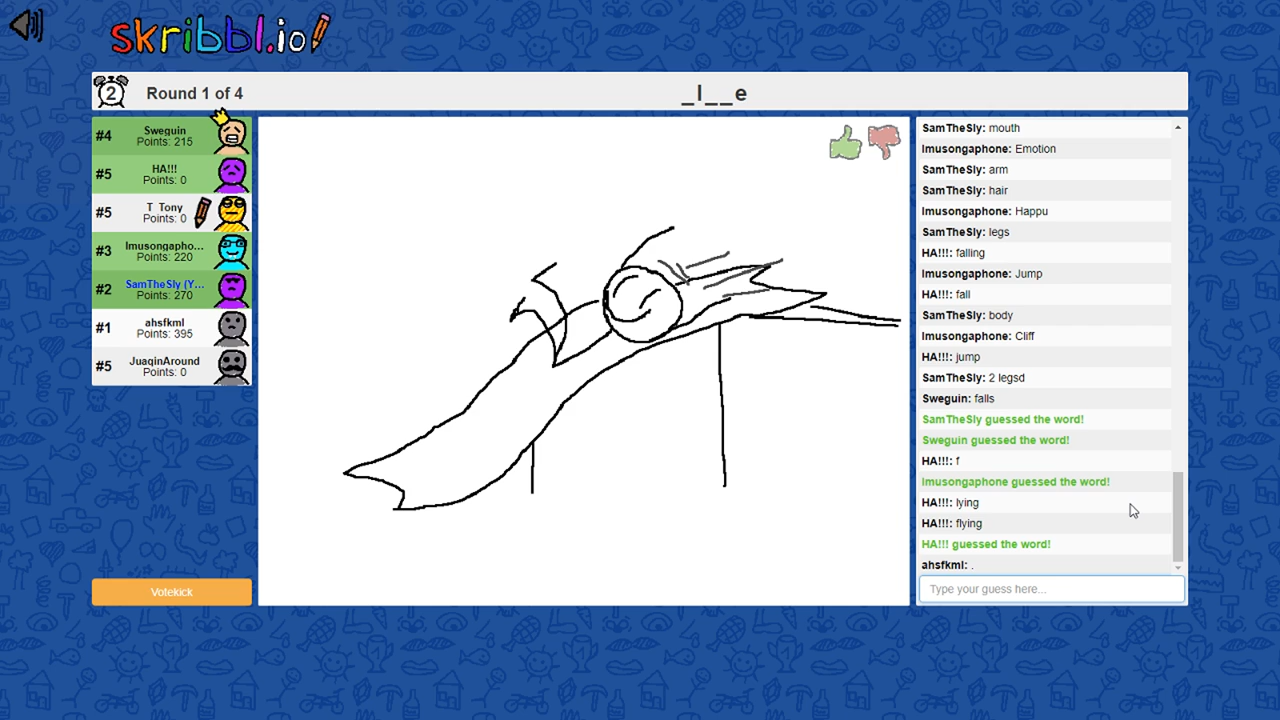 skribbl.io!
2
Round 1 of 4
_l__e
#4
Sweguin
Points: 215
#5
HA!!!
Points: 0
#5
T Tony
Points: 0
#3
Imusongapho...
Points: 220
#2
SamTheSly (Y...
Points: 270
#1
ahsfkml
Points: 395
#5
JuaqinAround
Points: 0
Votekick
SamTheSly: mouth
Imusongaphone: Emotion
SamTheSly: arm
SamTheSly: hair
Imusongaphone: Happu
SamTheSly: legs
HA!!!: falling
Imusongaphone: Jump
HA!!!: fall
SamTheSly: body
Imusongaphone: Cliff
HA!!!: jump
SamTheSly: 2 legsd
Sweguin: falls
SamTheSly guessed the word!
Sweguin guessed the word!
HA!!!: f
Imusongaphone guessed the word!
HA!!!: lying
HA!!!: flying
HA!!! guessed the word!
ahsfkml: .
Type your guess here...